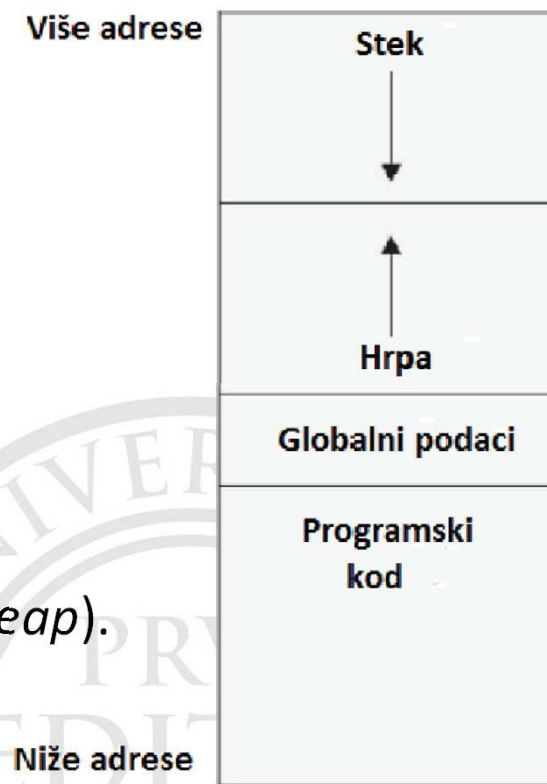 Više adrese
Stek
Hrpa
Globalni podaci
Programski
kod
eap).
Niže adrese